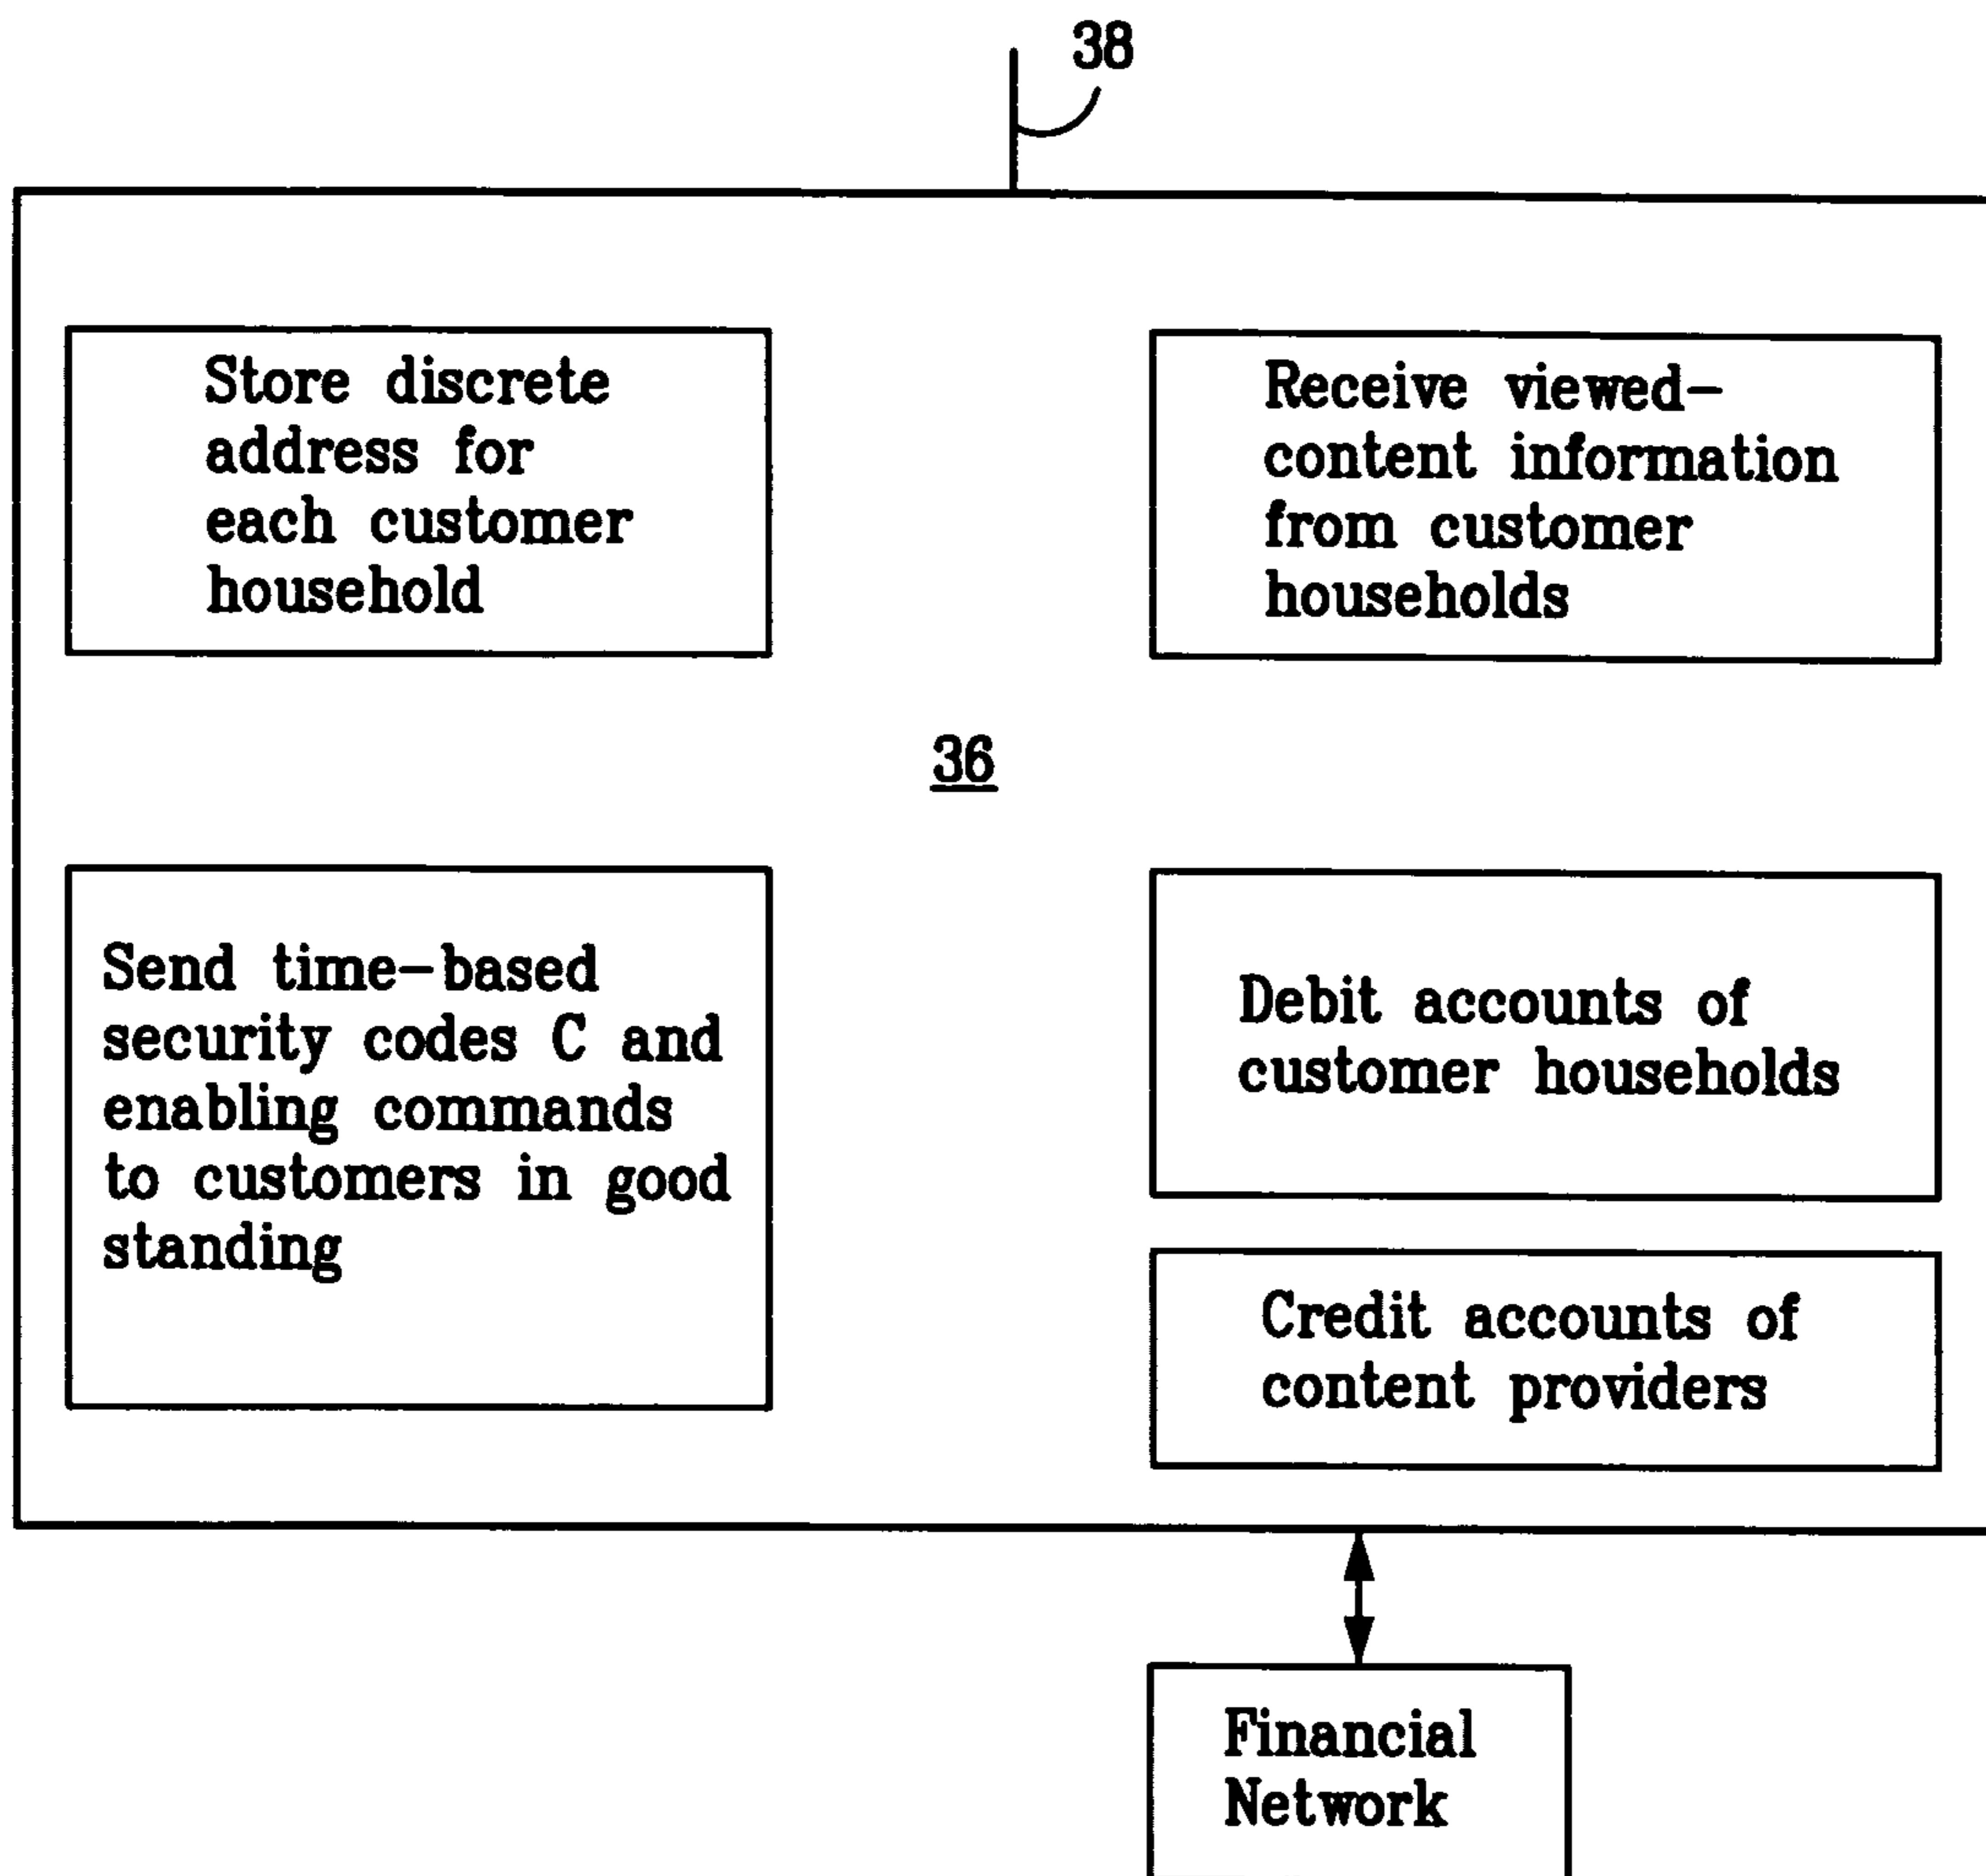 38
Store discrete
address for
each customer
household
Receive viewed-
content information
from customer
households
36
Send time-based
security codes C and
enabling commands
to customers in good
standing
Debit accounts of
customer households
Credit accounts of
content providers
Financial
Network